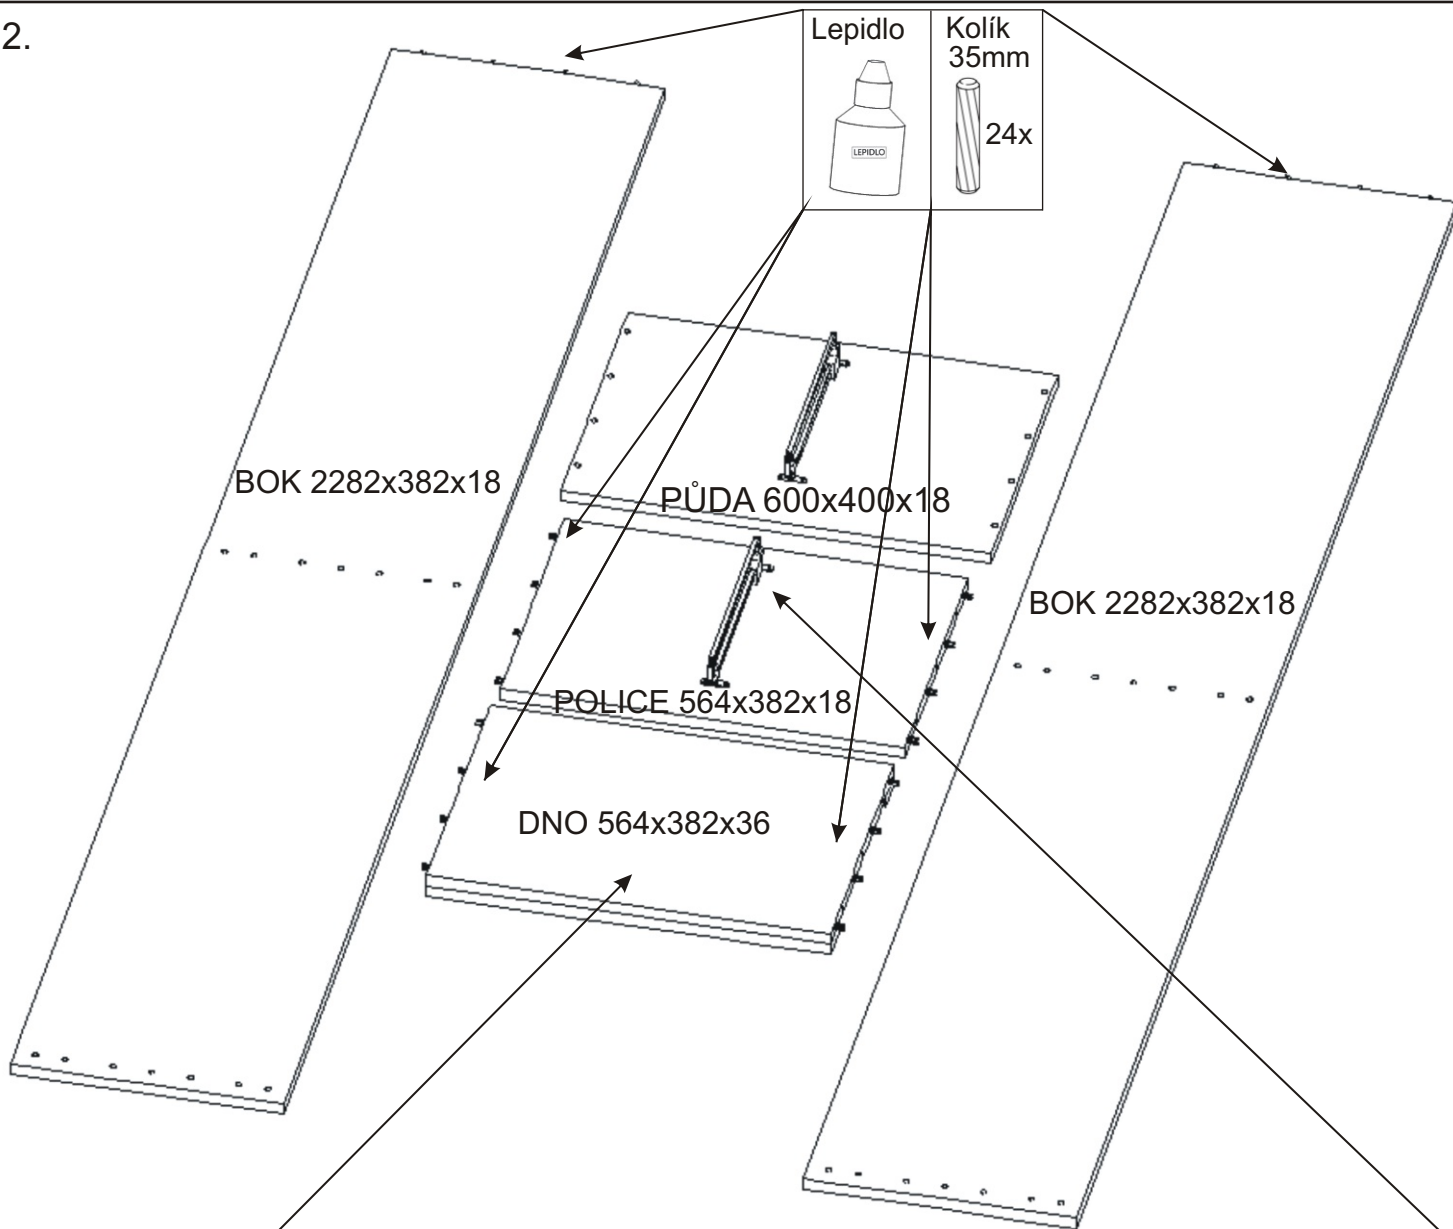 2.
Lepidlo
Kolík
35mm
24x
LEPIDLO
BOK 2282x382x18
PŮDA 600x400x18
BOK 2282x382x18
POLICE 564x382x18
DNO 564x382x36